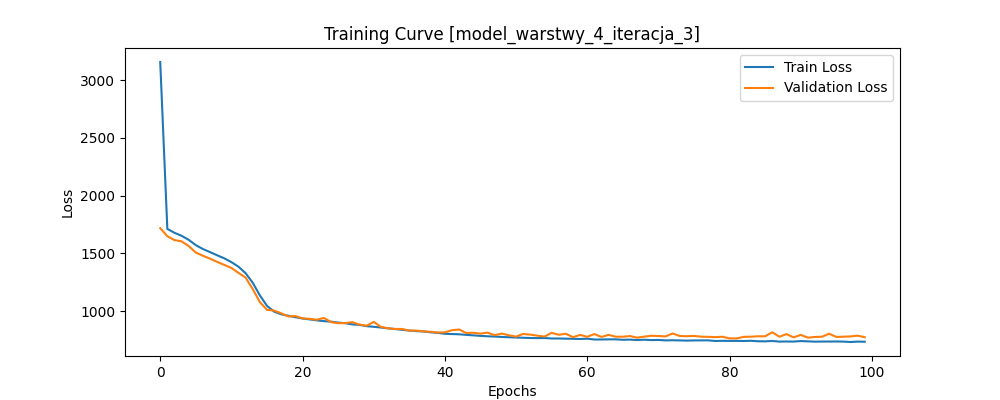 Training Curve [model_warstwy_4_iteracja_3]
Train Loss
Validation Loss
Loss
3000
2500
2000
1500
1000
0 20 40 60 80 100
Epochs